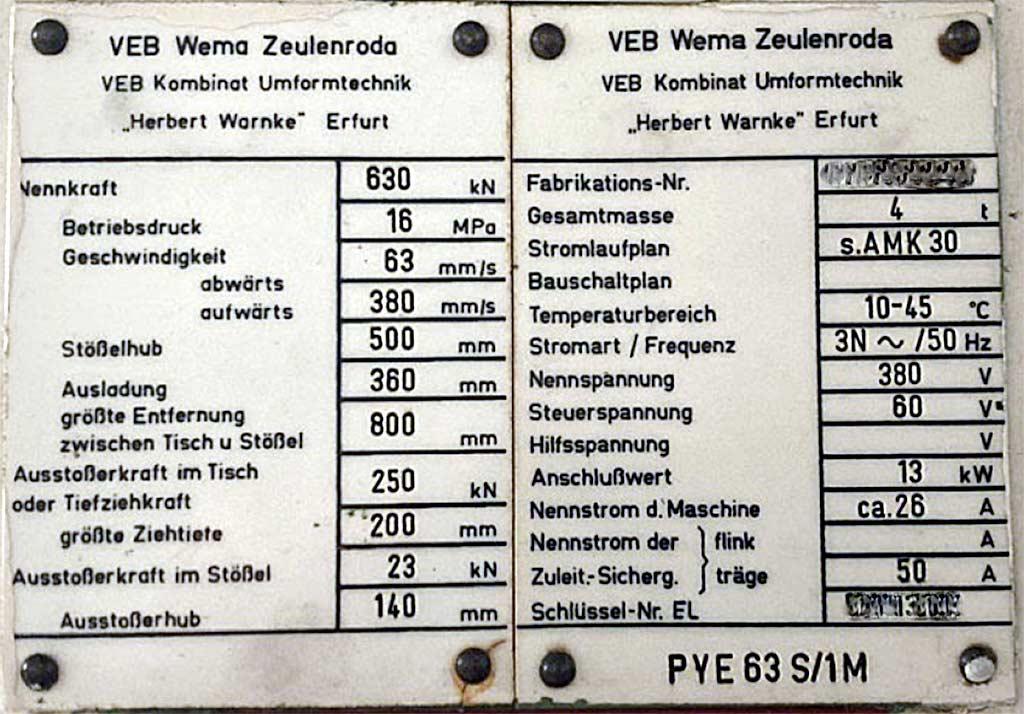 VEB Wema Zeulenroda
VEB Kombinat Umformtechnik
„Herbert Warnke" Erfurt
Nennkraft 630 kN
Betriebsdruck 16 MPa
Geschwindigkeit
abwärts 63 mm/s
aufwärts 380 mm/s
Stößelhub 500 mm
Ausladung 360 mm
größte Entfernung
zwischen Tisch u Stößel 800 mm
Ausstoßerkraft im Tisch
oder Tiefziehkraft 250 kN
größte Ziehtiefe 200 mm
Ausstoßerkraft im Stößel 23 kN
Ausstoßerhub 140 mm
VEB Wema Zeulenroda
VEB Kombinat Umformtechnik
„Herbert Warnke" Erfurt
Fabrikations-Nr.
Gesamtmasse 4 t
Stromlaufplan s.AMK 30
Bauschaltplan
Temperaturbereich 10-45 °C
Stromart / Frequenz 3N ~ /50 Hz
Nennspannung 380 V
Steuerspannung 60 V
Hilfsspannung V
Anschlußwert 13 kW
Nennstrom d. Maschine ca.26 A
Nennstrom der } flink A
Zuleit.-Sicherg. } träge 50 A
Schlüssel-Nr. EL
PYE 63 S/1M